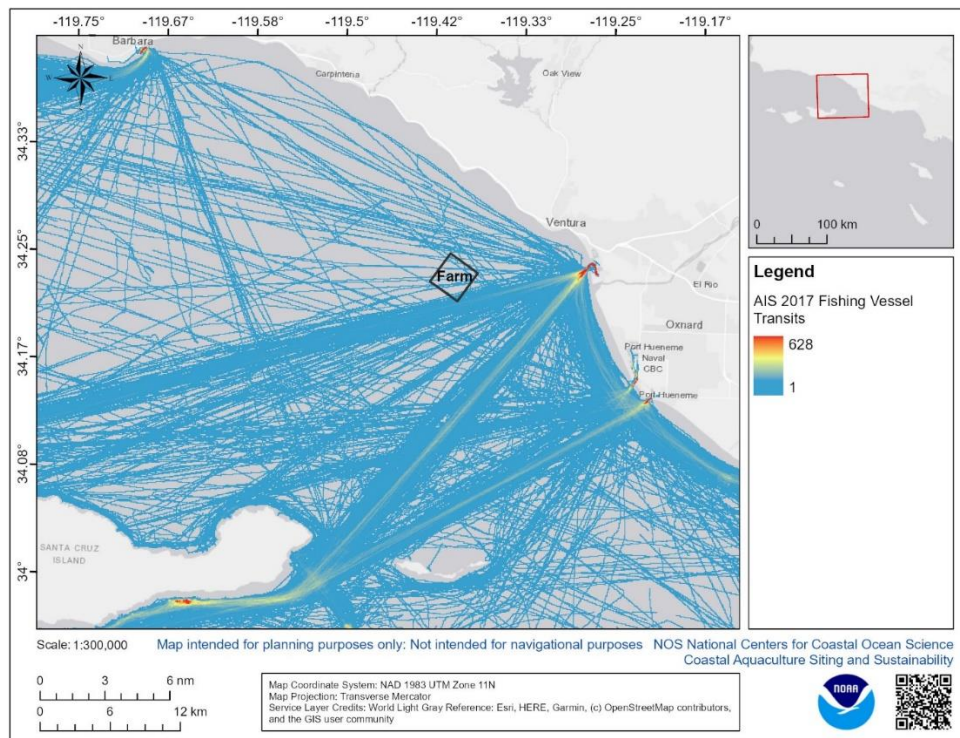 -119.75 -119.67 -119.58 -119.5 -119.42 -119.33 -119.25 -119.17
Barbara
N
W E
Carpinteria
Oak View
34.33°
Ventura
0 100 km
34.25°
Farm
Legend
El Rio
AIS 2017 Fishing Vessel
Transits
Oxnard
628
34.17°
Port Hueneme
Naval
CBC
1
Port Hueneme
34.08°
SANTA CRUZ
ISLAND
34°
Scale: 1:300,000 Map intended for planning purposes only: Not intended for navigational purposes NOS National Centers for Coastal Ocean Science
Coastal Aquaculture Siting and Sustainability
0 3 6 nm
0 6 12 km
Map Coordinate System: NAD 1983 UTM Zone 11N
Map Projection: Transverse Mercator
Service Layer Credits: World Light Gray Reference: Esri, HERE, Garmin, (c) OpenStreetMap contributors,
and the GIS user community
NOAA